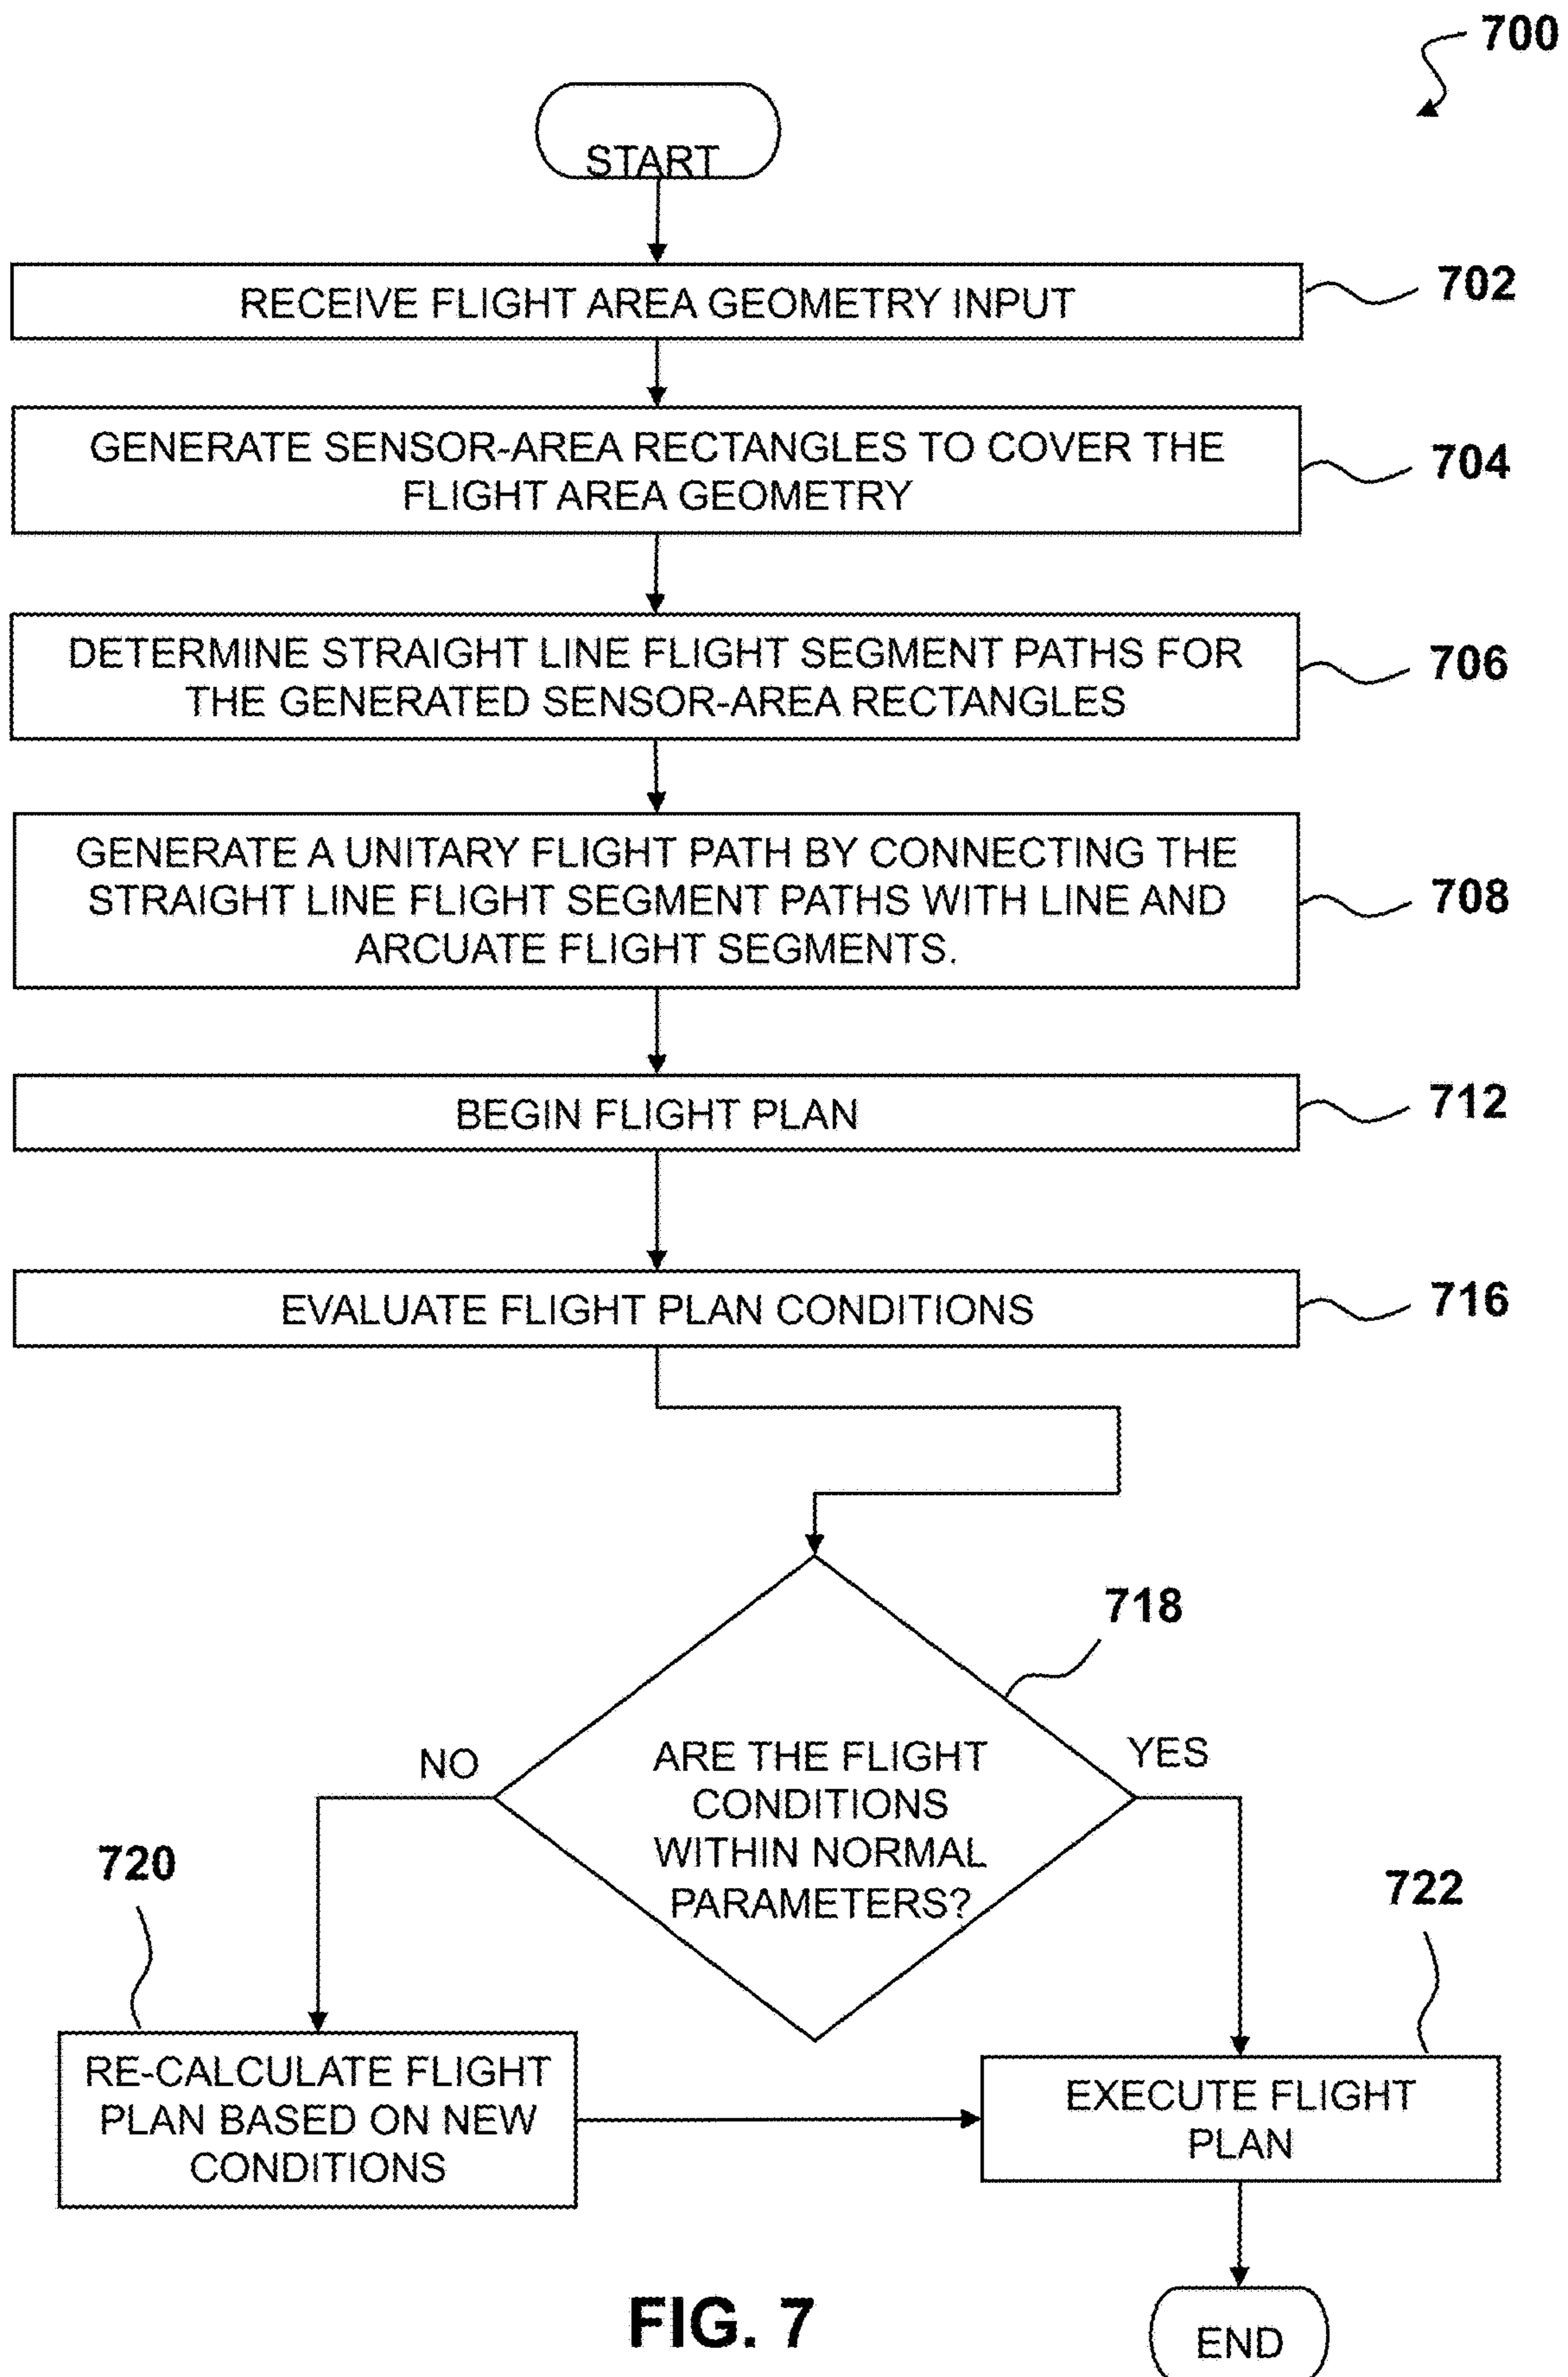 700
START
RECEIVE FLIGHT AREA GEOMETRY INPUT
702
GENERATE SENSOR-AREA RECTANGLES TO COVER THE
FLIGHT AREA GEOMETRY
704
DETERMINE STRAIGHT LINE FLIGHT SEGMENT PATHS FOR
THE GENERATED SENSOR-AREA RECTANGLES
706
GENERATE A UNITARY FLIGHT PATH BY CONNECTING THE
STRAIGHT LINE FLIGHT SEGMENT PATHS WITH LINE AND
ARCUATE FLIGHT SEGMENTS.
708
BEGIN FLIGHT PLAN
712
EVALUATE FLIGHT PLAN CONDITIONS
716
718
NO
ARE THE FLIGHT
CONDITIONS
WITHIN NORMAL
PARAMETERS?
YES
720
722
RE-CALCULATE FLIGHT
PLAN BASED ON NEW
CONDITIONS
EXECUTE FLIGHT
PLAN
FIG. 7
END